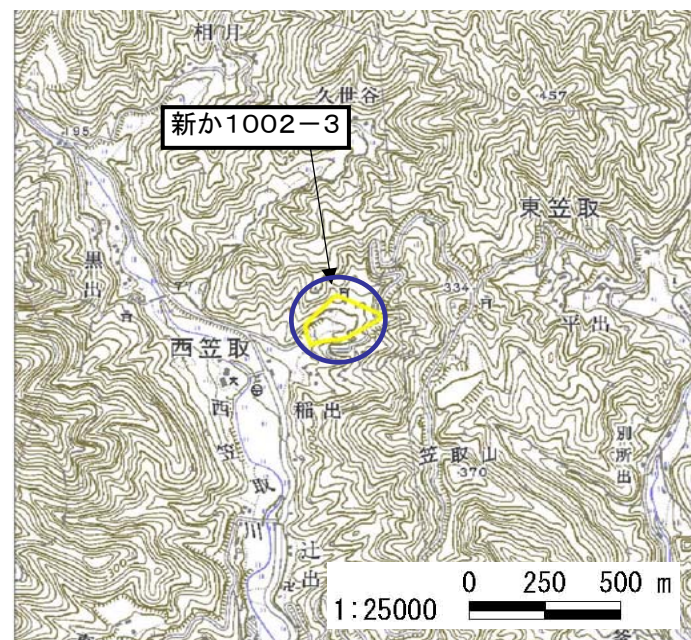 相月
久世谷
457
195
新か1002-3
東笠取
黒出
334
平出
西笠取
稲出
西笠取川
笠取山
370
別所出
辻出
0 250 500 m
1:25000